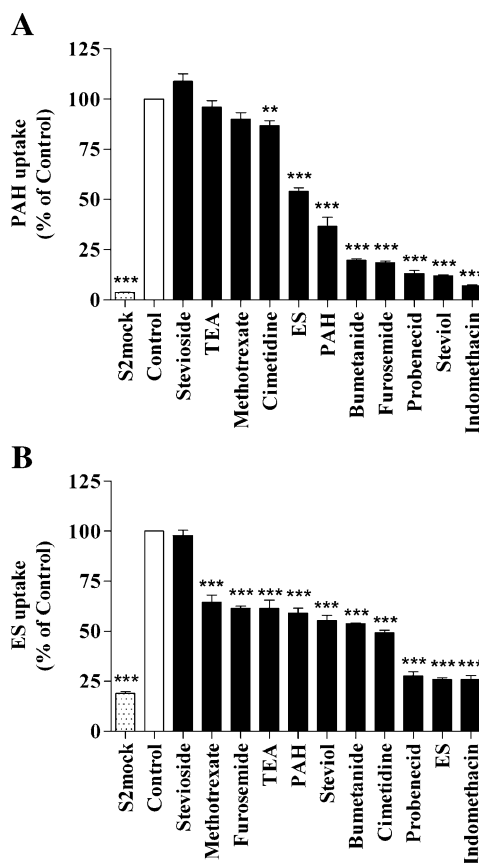 A
PAH uptake
(% of Control)
125
100
75
50
25
0
***
**
***
***
***
***
***
***
***
S2mock
Control
Stevioside
TEA
Methotrexate
Cimetidine
ES
PAH
Bumetanide
Furosemide
Probenecid
Steviol
Indomethacin
B
ES uptake
(% of Control)
125
100
75
50
25
0
***
***
***
***
***
***
***
***
***
***
***
S2mock
Control
Stevioside
Methotrexate
Furosemide
TEA
PAH
Steviol
Bumetanide
Cimetidine
Probenecid
ES
Indomethacin